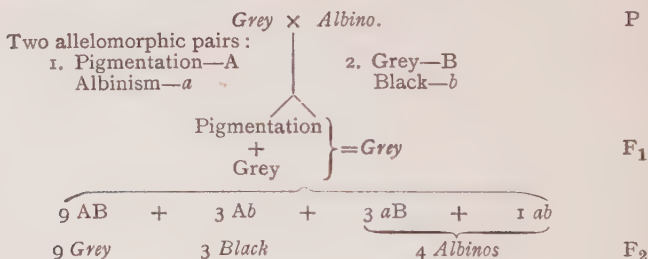 Grey × Albino. P
Two allelomorphic pairs:
1. Pigmentation—A 2. Grey—B
Albinism—a Black—b
Pigmentation
+ }=Grey F1
Grey
9 AB + 3 Ab + 3 aB + 1 ab
9 Grey 3 Black 4 Albinos F2